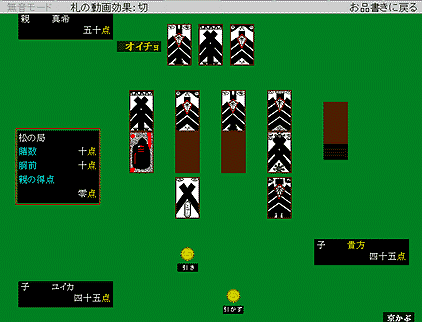 無音モード 札の動画効果:切 お品書きに戻る
親 真希
五十点
オイチョ
松の局
賭数 十点
胴前 十点
親の得点
零点
子 貴方
四十五点
引き
子 ユイカ
四十五点
引かず
京かぶ